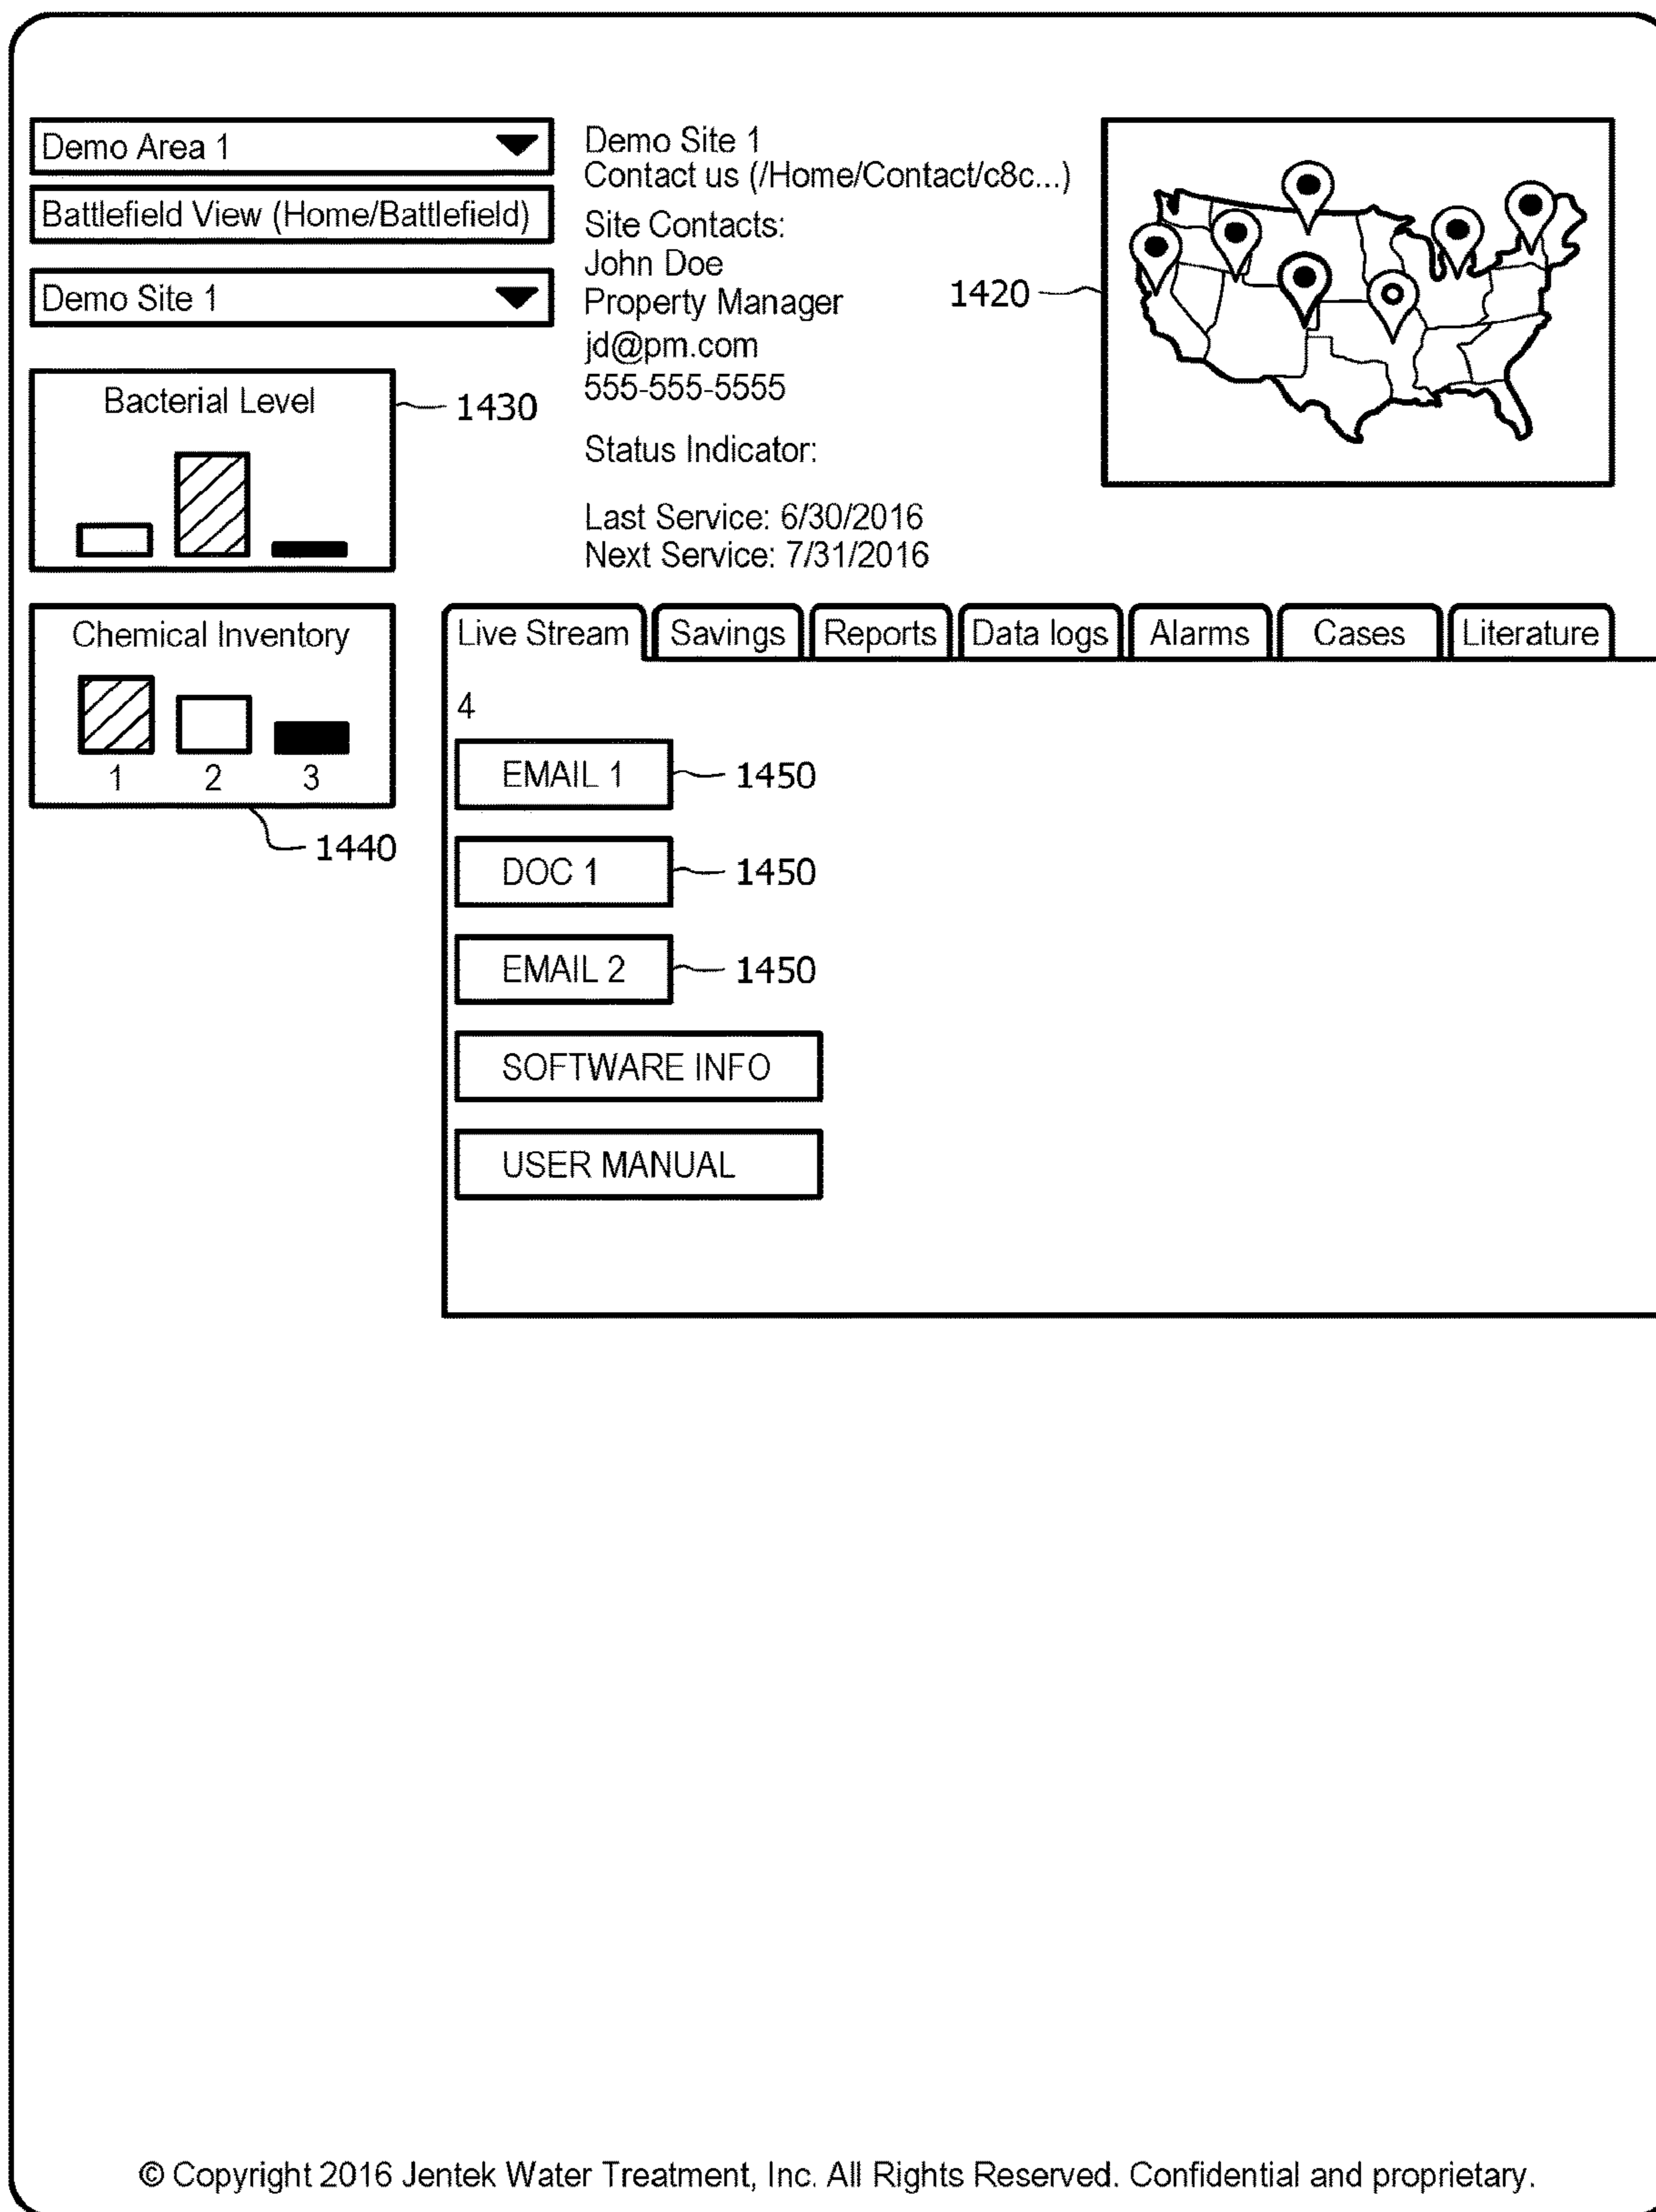 Demo Area 1
Battlefield View (Home/Battlefield)
Demo Site 1
Demo Site 1
Contact us (/Home/Contact/c8c...)
Site Contacts:
John Doe
Property Manager
jd@pm.com
555-555-5555
Status Indicator:
Last Service: 6/30/2016
Next Service: 7/31/2016
1420
Bacterial Level
1430
Chemical Inventory
1 2 3
1440
Live Stream Savings Reports Data logs Alarms Cases Literature
4
EMAIL 1 1450
DOC 1 1450
EMAIL 2 1450
SOFTWARE INFO
USER MANUAL
© Copyright 2016 Jentek Water Treatment, Inc. All Rights Reserved. Confidential and proprietary.